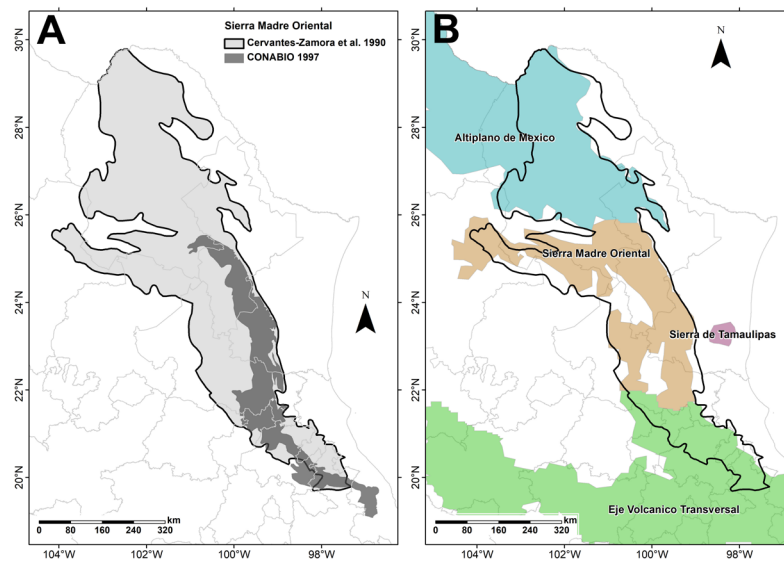 A
Sierra Madre Oriental
Cervantes-Zamora et al. 1990
CONABIO 1997
N
30°N
28°N
26°N
24°N
22°N
20°N
km
0 40 80 160 240 320
104°W 102°W 100°W 98°W
B
N
Altiplano de Mexico
Sierra Madre Oriental
Sierra de Tamaulipas
Eje Volcanico Transversal
30°N
28°N
26°N
24°N
22°N
20°N
km
0 40 80 160 240 320
104°W 102°W 100°W 98°W